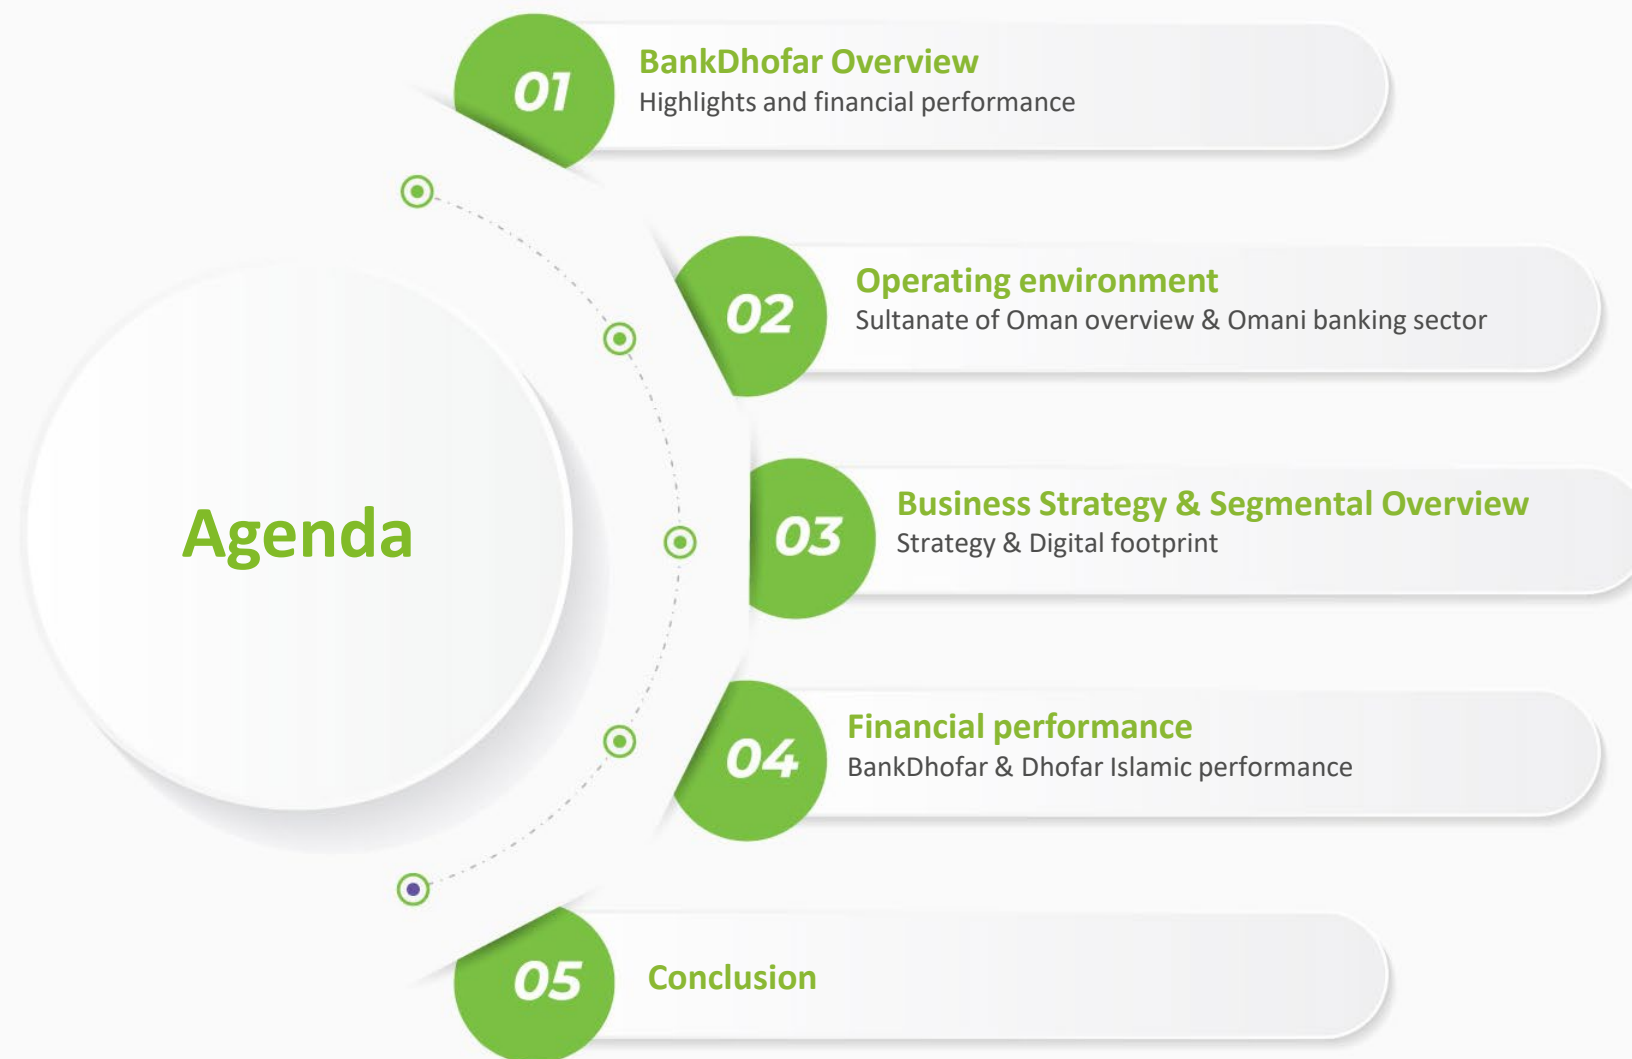 Agenda
01
BankDhofar Overview
Highlights and financial performance
02
Operating environment
Sultanate of Oman overview & Omani banking sector
03
Business Strategy & Segmental Overview
Strategy & Digital footprint
04
Financial performance
BankDhofar & Dhofar Islamic performance
05
Conclusion